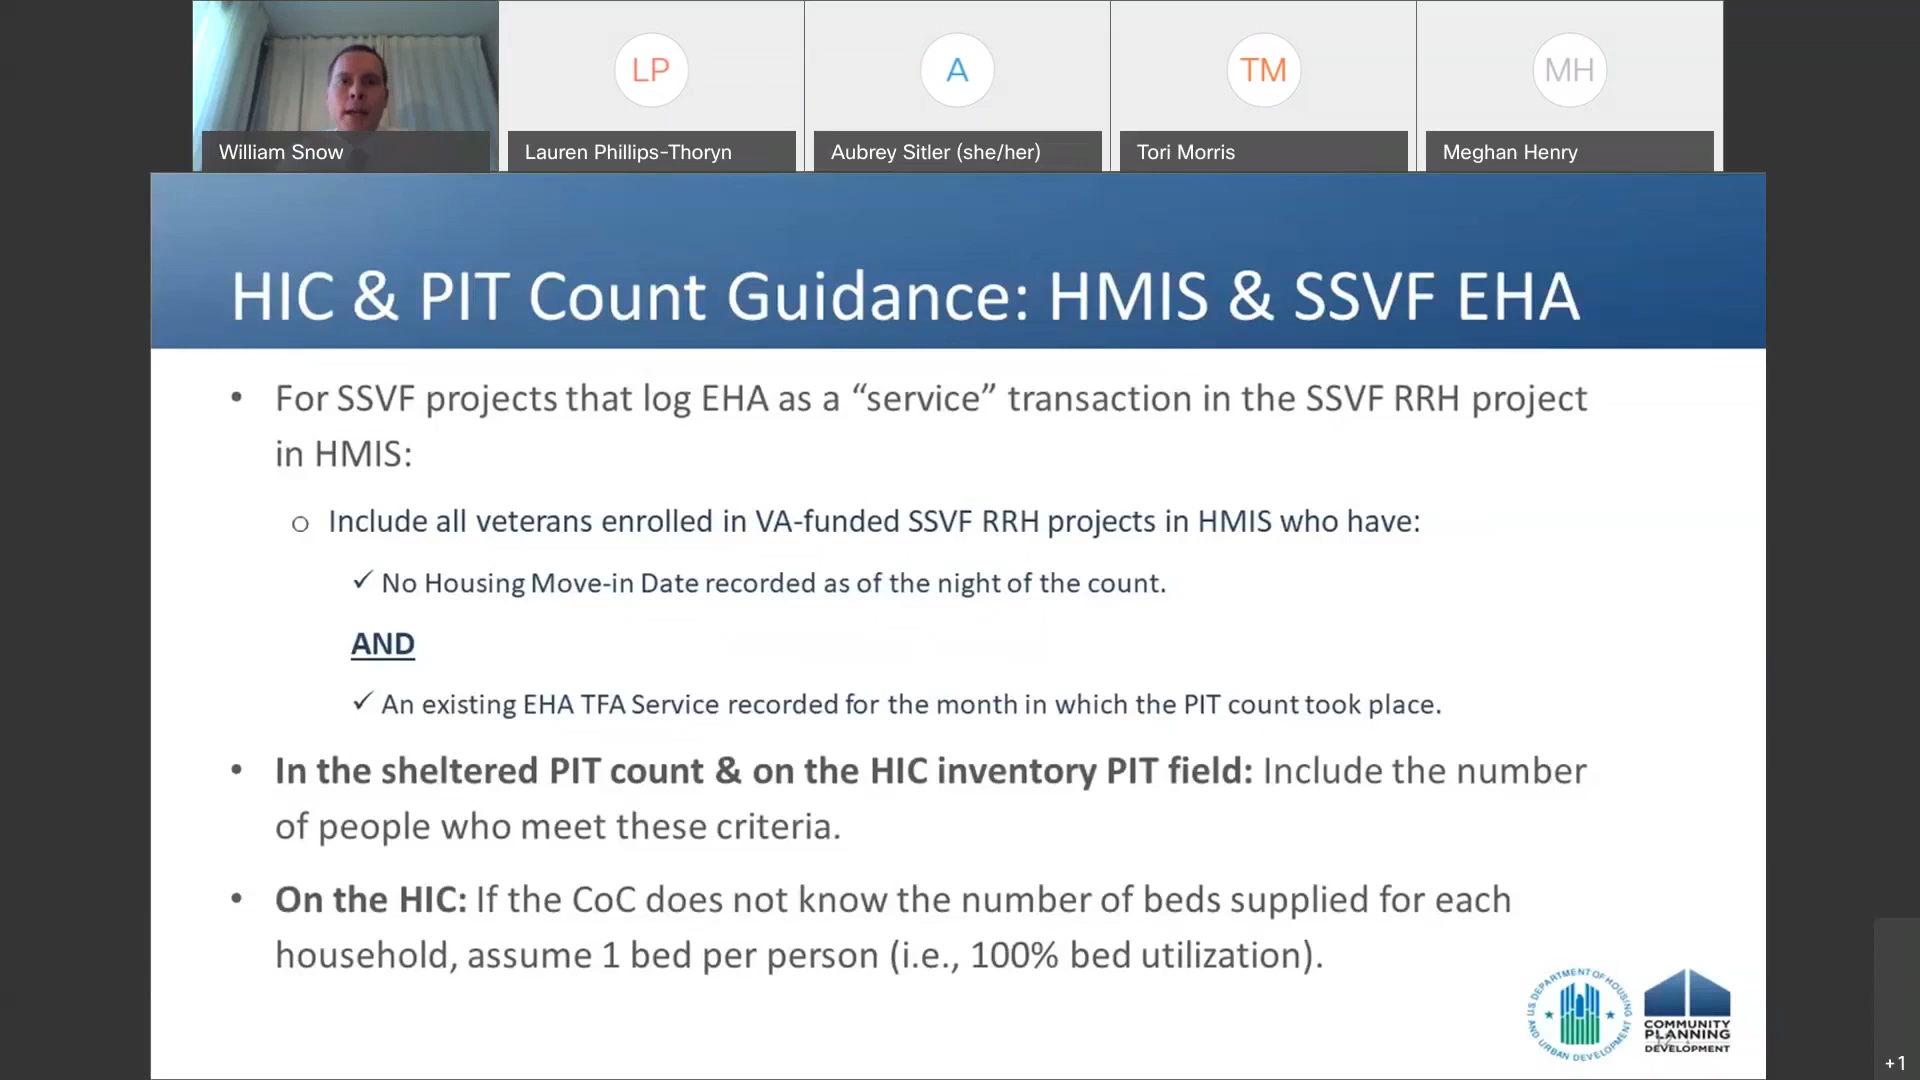 LP
A
TM
MH
William Snow
Lauren Phillips-Thoryn
Aubrey Sitler (she/her)
Tori Morris
Meghan Henry
HIC & PIT Count Guidance: HMIS & SSVF EHA
• For SSVF projects that log EHA as a “service” transaction in the SSVF RRH project
in HMIS:
o Include all veterans enrolled in VA-funded SSVF RRH projects in HMIS who have:
✓ No Housing Move-in Date recorded as of the night of the count.
AND
✓ An existing EHA TFA Service recorded for the month in which the PIT count took place.
• In the sheltered PIT count & on the HIC inventory PIT field: Include the number
of people who meet these criteria.
• On the HIC: If the CoC does not know the number of beds supplied for each
household, assume 1 bed per person (i.e., 100% bed utilization).
U.S. DEPARTMENT OF HOUSING
AND URBAN DEVELOPMENT
COMMUNITY
PLANNING
DEVELOPMENT
+1